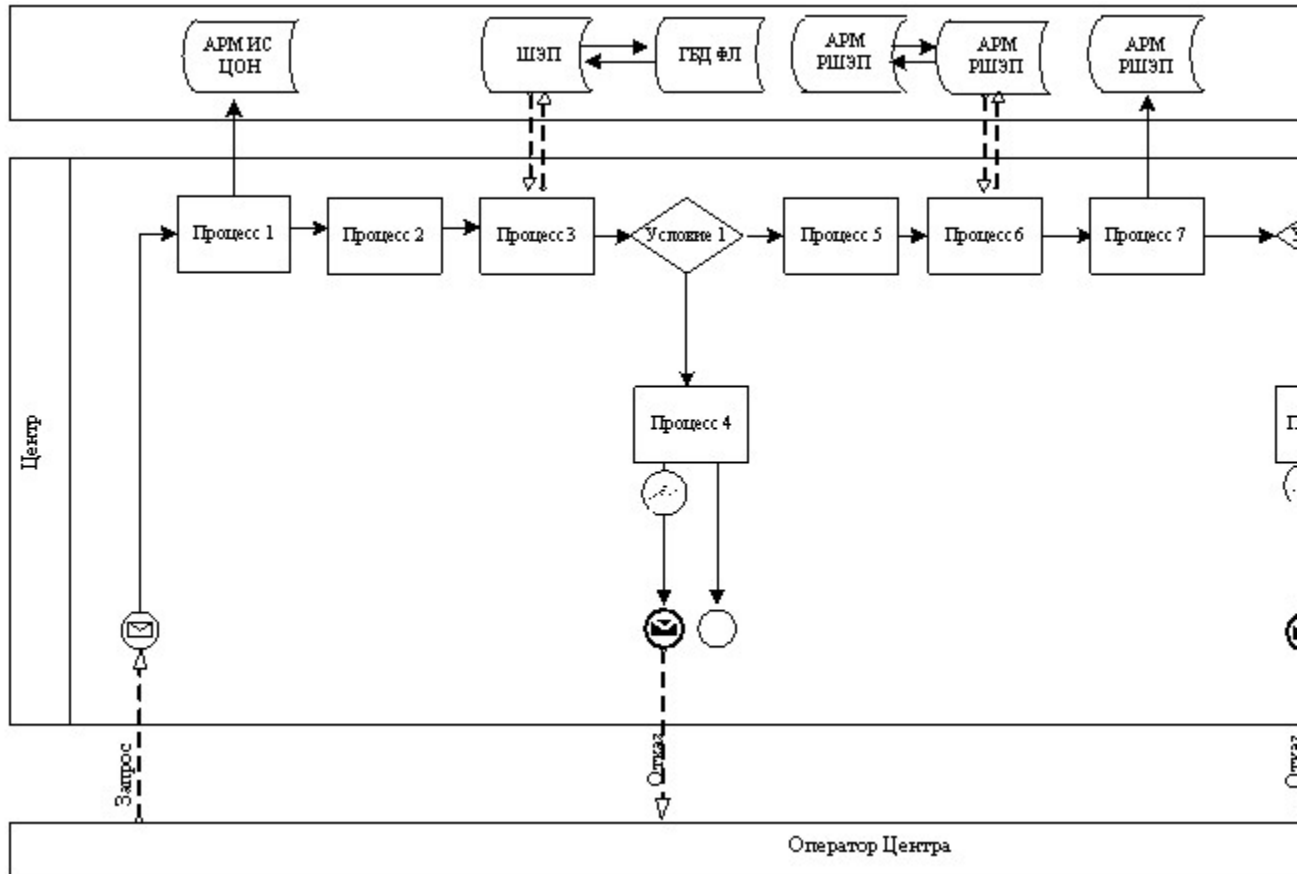 АРМ ИС
ЦОН
ШЭП
ГБД ФЛ
АРМ
РШЭП
АРМ
РШЭП
АРМ
РШЭП
Процесс 1
Процесс 2
Процесс 3
Условие 1
Процесс 5
Процесс 6
Процесс 7
Центр
Процесс 4
Запрос
Отказ
Отказ
Оператор Центра